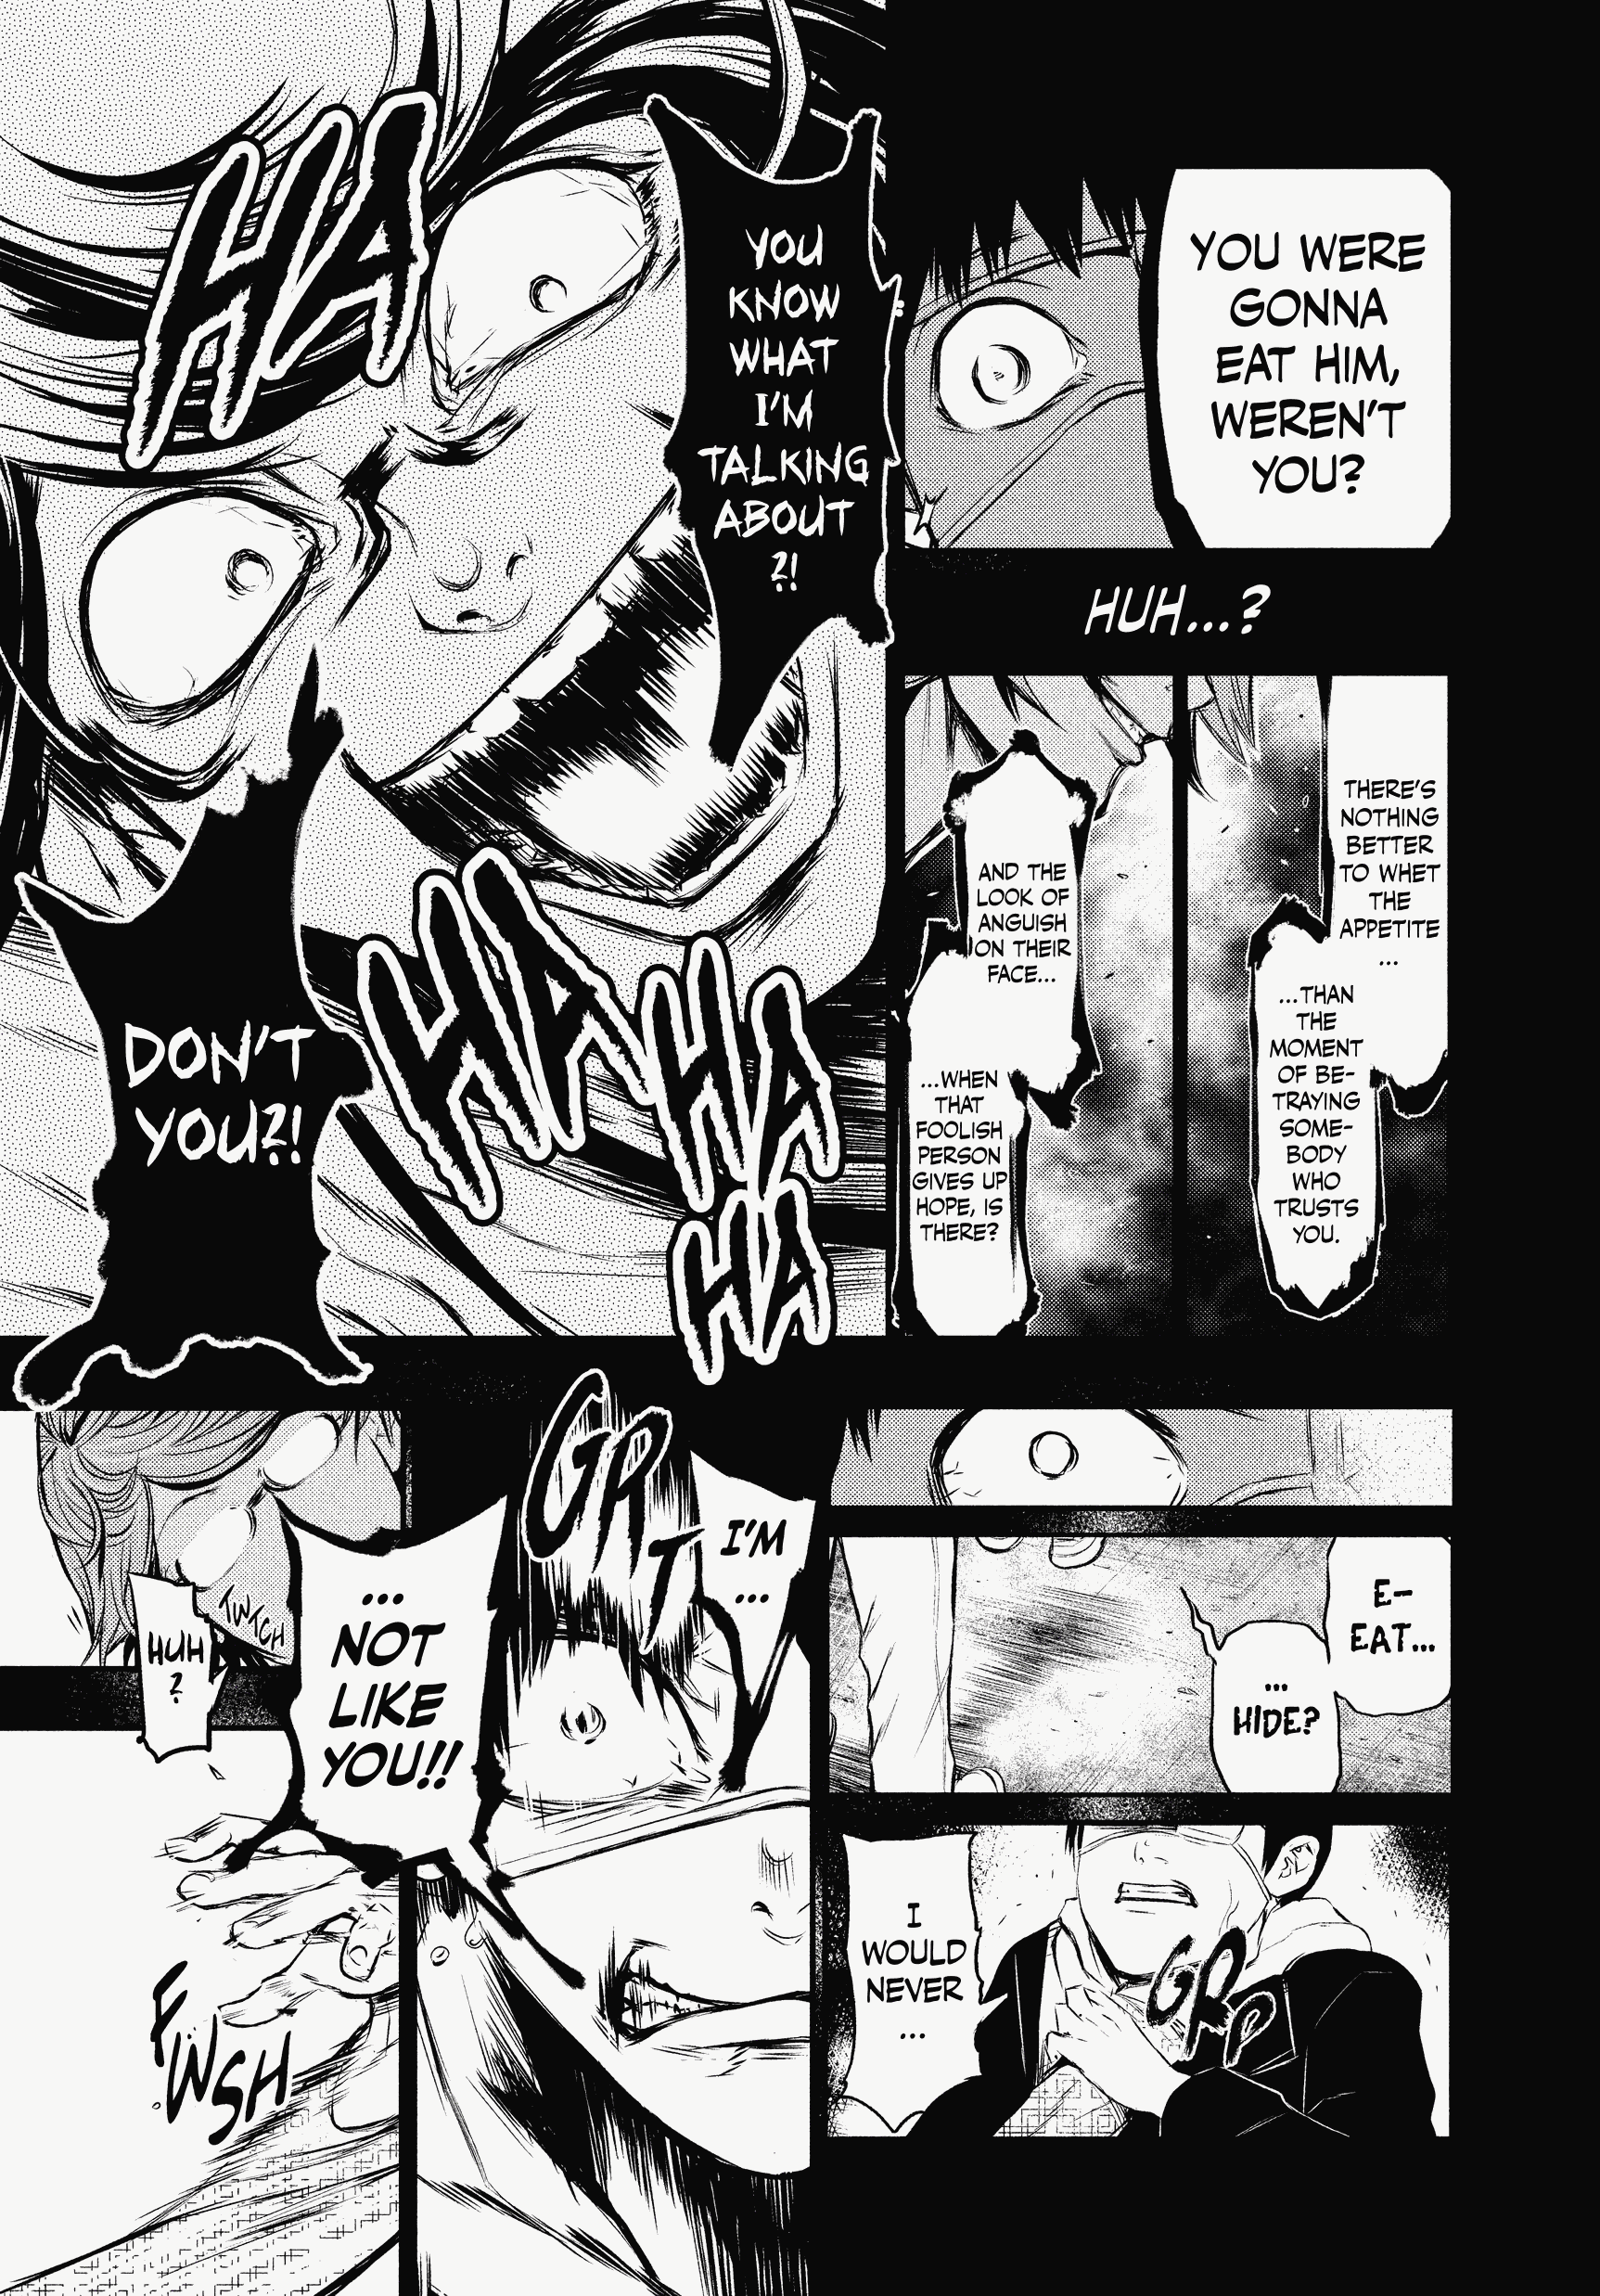 YOU WERE
GONNA
EAT HIM,
WEREN'T
YOU?
HUH...?
THERE'S
NOTHING
BETTER
TO WHET
THE
APPETITE
...
...THAN
THE
MOMENT
OF BE-
TRAYING
SOME-
BODY
WHO
TRUSTS
YOU.
AND THE
LOOK OF
ANGUISH
ON THEIR
FACE...
...WHEN
THAT
FOOLISH
PERSON
GIVES UP
HOPE, IS
THERE?
YOU
KNOW
WHAT
I'M
TALKING
ABOUT
?!
HA
DON'T
YOU?!
HA
HA
HA
E-
EAT...
...
HIDE?
I
WOULD
NEVER
...
GRP
I'M
...
GRT
...
NOT
LIKE
YOU!!
TWTCH
HUH
?
FWSH